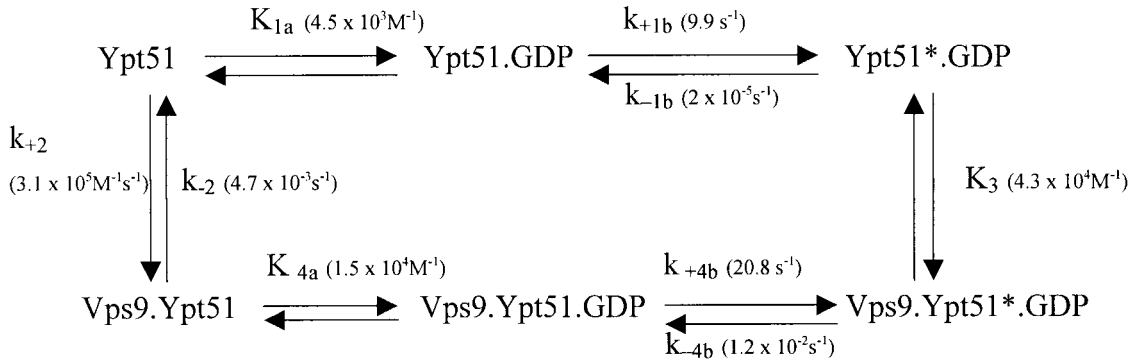 K1a (4.5 x 10³M⁻¹)
k+1b (9.9 s⁻¹)
Ypt51
Ypt51.GDP
Ypt51*.GDP
k−1b (2 x 10⁻⁵s⁻¹)
k+2
(3.1 x 10⁵M⁻¹s⁻¹)
k-2 (4.7 x 10⁻³s⁻¹)
K3 (4.3 x 10⁴M⁻¹)
K 4a (1.5 x 10⁴M⁻¹)
k +4b (20.8 s⁻¹)
Vps9.Ypt51
Vps9.Ypt51.GDP
Vps9.Ypt51*.GDP
k−4b (1.2 x 10⁻²s⁻¹)